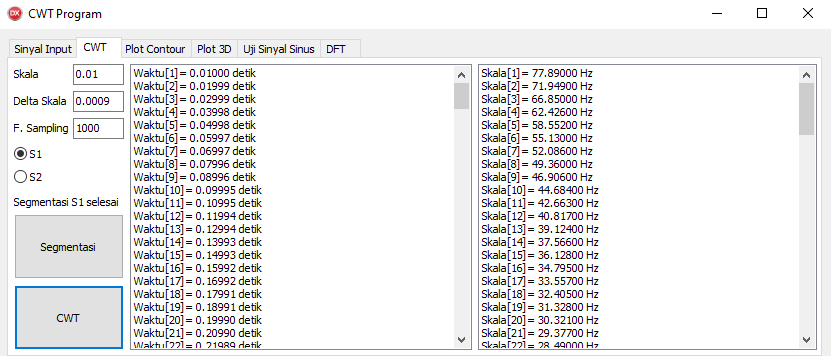 CWT Program
Sinyal Input CWT Plot Contour Plot 3D Uji Sinyal Sinus DFT
Skala 0.01
Delta Skala 0.0009
F. Sampling 1000
S1
S2
Segmentasi S1 selesai
Segmentasi
CWT
Waktu[1]= 0.01000 detik
Waktu[2]= 0.01999 detik
Waktu[3]= 0.02999 detik
Waktu[4]= 0.03998 detik
Waktu[5]= 0.04998 detik
Waktu[6]= 0.05997 detik
Waktu[7]= 0.06997 detik
Waktu[8]= 0.07996 detik
Waktu[9]= 0.08996 detik
Waktu[10]= 0.09995 detik
Waktu[11]= 0.10995 detik
Waktu[12]= 0.11994 detik
Waktu[13]= 0.12994 detik
Waktu[14]= 0.13993 detik
Waktu[15]= 0.14993 detik
Waktu[16]= 0.15992 detik
Waktu[17]= 0.16992 detik
Waktu[18]= 0.17991 detik
Waktu[19]= 0.18991 detik
Waktu[20]= 0.19990 detik
Waktu[21]= 0.20990 detik
Waktu[22]= 0.21989 detik
Skala[1]= 77.89000 Hz
Skala[2]= 71.94900 Hz
Skala[3]= 66.85000 Hz
Skala[4]= 62.42600 Hz
Skala[5]= 58.55200 Hz
Skala[6]= 55.13000 Hz
Skala[7]= 52.08600 Hz
Skala[8]= 49.36000 Hz
Skala[9]= 46.90600 Hz
Skala[10]= 44.68400 Hz
Skala[11]= 42.66300 Hz
Skala[12]= 40.81700 Hz
Skala[13]= 39.12400 Hz
Skala[14]= 37.56600 Hz
Skala[15]= 36.12800 Hz
Skala[16]= 34.79500 Hz
Skala[17]= 33.55700 Hz
Skala[18]= 32.40500 Hz
Skala[19]= 31.32800 Hz
Skala[20]= 30.32100 Hz
Skala[21]= 29.37700 Hz
Skala[22]= 28.49000 Hz